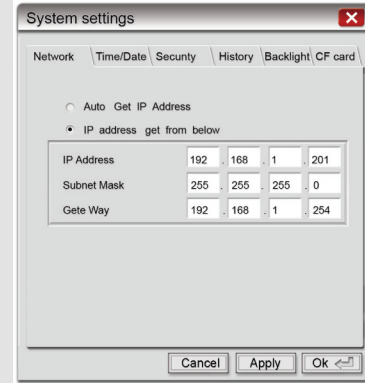 System settings
Network Time/Date Securty History Backlight CF card
Auto Get IP Address
IP address get from below
IP Address 192 . 168 . 1 . 201
Subnet Mask 255 . 255 . 255 . 0
Gete Way 192 . 168 . 1 . 254
Cancel Apply Ok